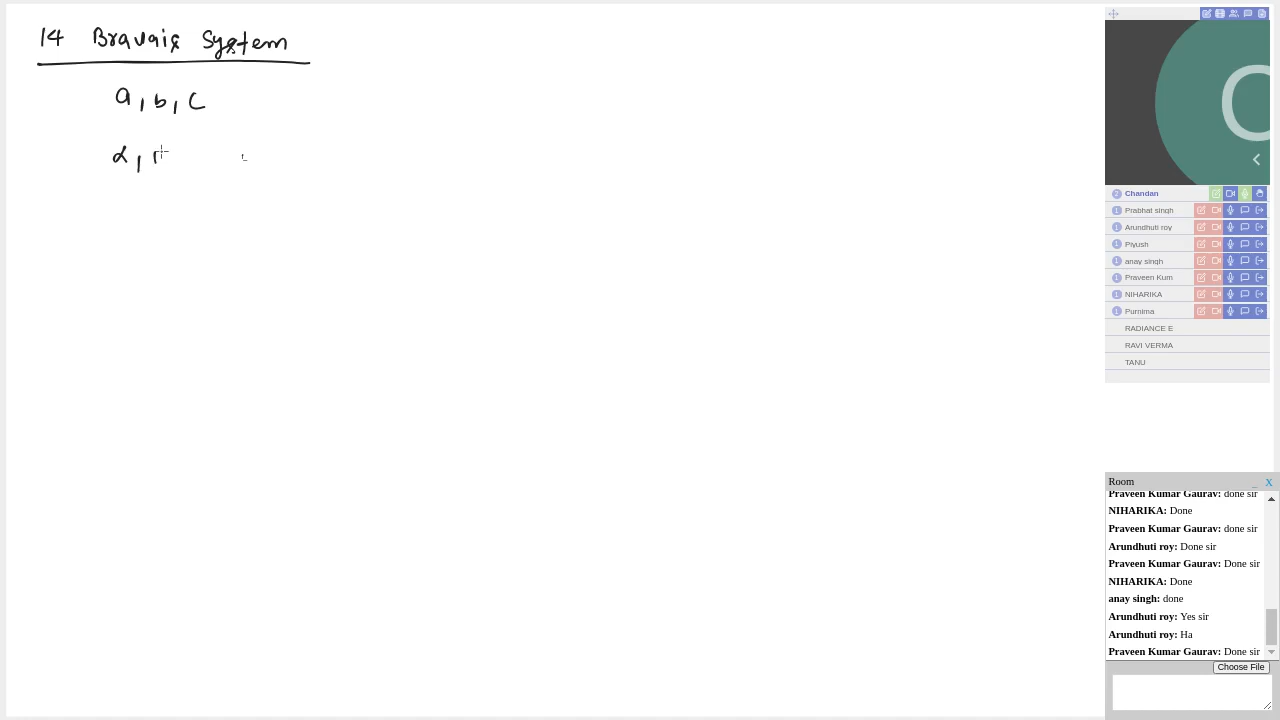 14 Bravais System
a, b, c
α,
C
Chandan
Prabhat singh
Arundhuti roy
Piyush
anay singh
Praveen Kum
NIHARIKA
Purnima
RADIANCE E
RAVI VERMA
TANU
Room _ X
Praveen Kumar Gaurav: done sir
NIHARIKA: Done
Praveen Kumar Gaurav: done sir
Arundhuti roy: Done sir
Praveen Kumar Gaurav: Done sir
NIHARIKA: Done
anay singh: done
Arundhuti roy: Yes sir
Arundhuti roy: Ha
Praveen Kumar Gaurav: Done sir
Choose File